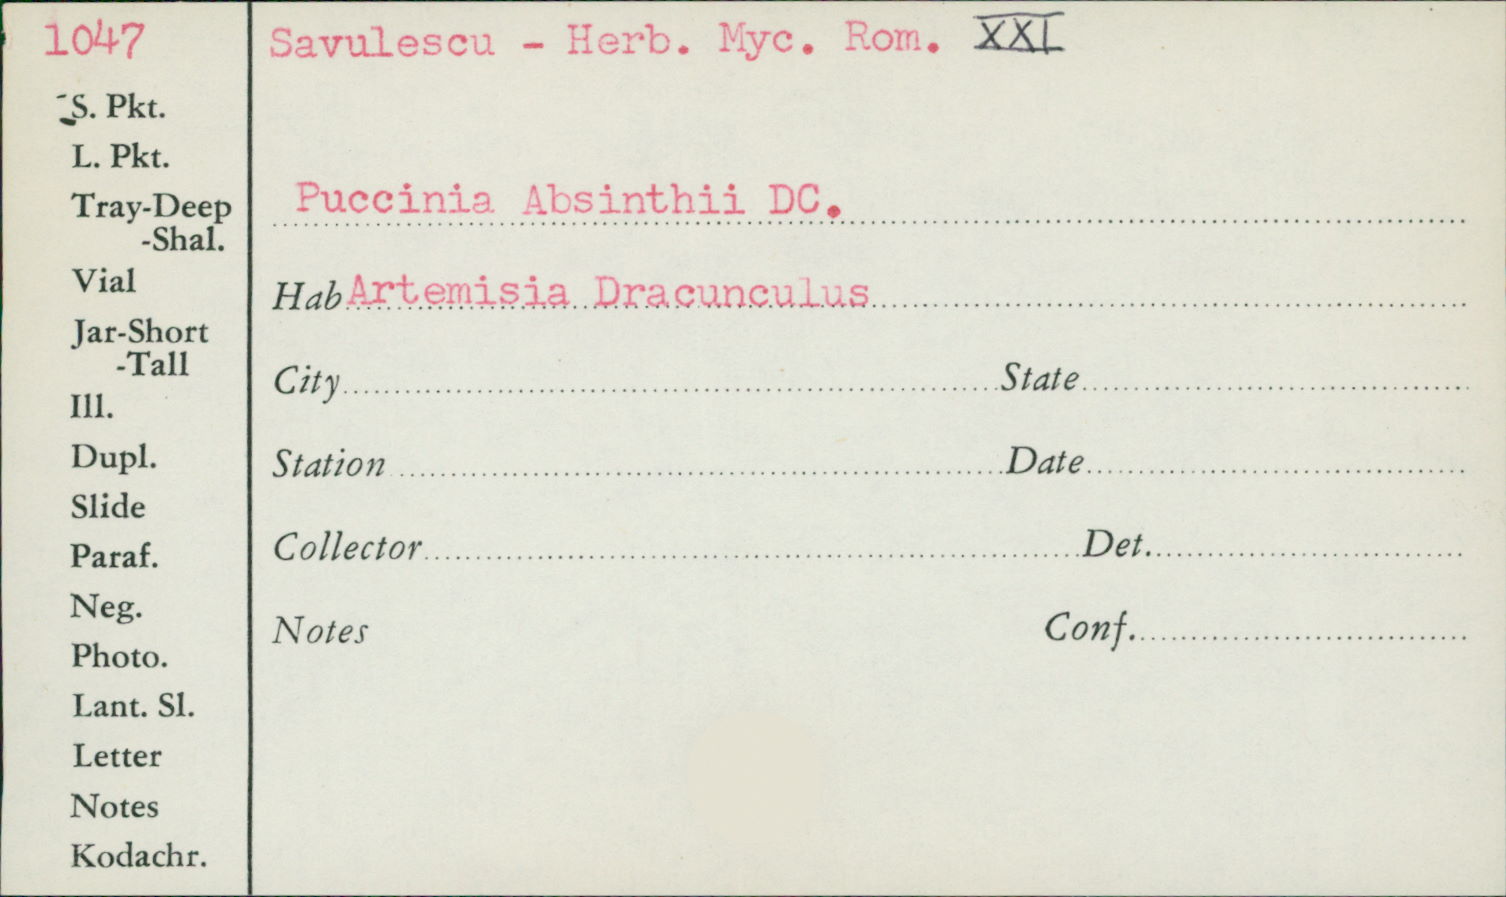 1047
Savulescu - Herb. Myc. Rom. XXI
S. Pkt.
L. Pkt.
Tray-Deep
-Shal.
Vial
Jar-Short
-Tall
Ill.
Dupl.
Slide
Paraf.
Neg.
Photo.
Lant. Sl.
Letter
Notes
Kodachr.
Puccinia Absinthii DC.
Hab Artemisia Dracunculus
City State
Station Date
Collector Det.
Notes Conf.